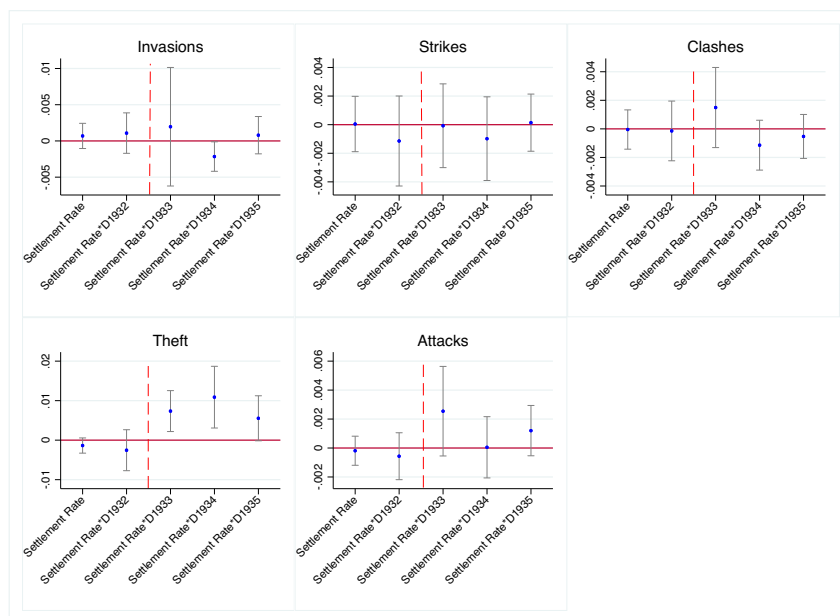 Invasions
.01
.005
0
-.005
Settlement Rate
Settlement Rate*D1932
Settlement Rate*D1933
Settlement Rate*D1934
Settlement Rate*D1935
Strikes
.004
.002
0
-.002
-.004
Settlement Rate
Settlement Rate*D1932
Settlement Rate*D1933
Settlement Rate*D1934
Settlement Rate*D1935
Clashes
.004
.002
0
-.002
-.004
Settlement Rate
Settlement Rate*D1932
Settlement Rate*D1933
Settlement Rate*D1934
Settlement Rate*D1935
Theft
.02
.01
0
-.01
Settlement Rate
Settlement Rate*D1932
Settlement Rate*D1933
Settlement Rate*D1934
Settlement Rate*D1935
Attacks
.006
.004
.002
0
-.002
Settlement Rate
Settlement Rate*D1932
Settlement Rate*D1933
Settlement Rate*D1934
Settlement Rate*D1935